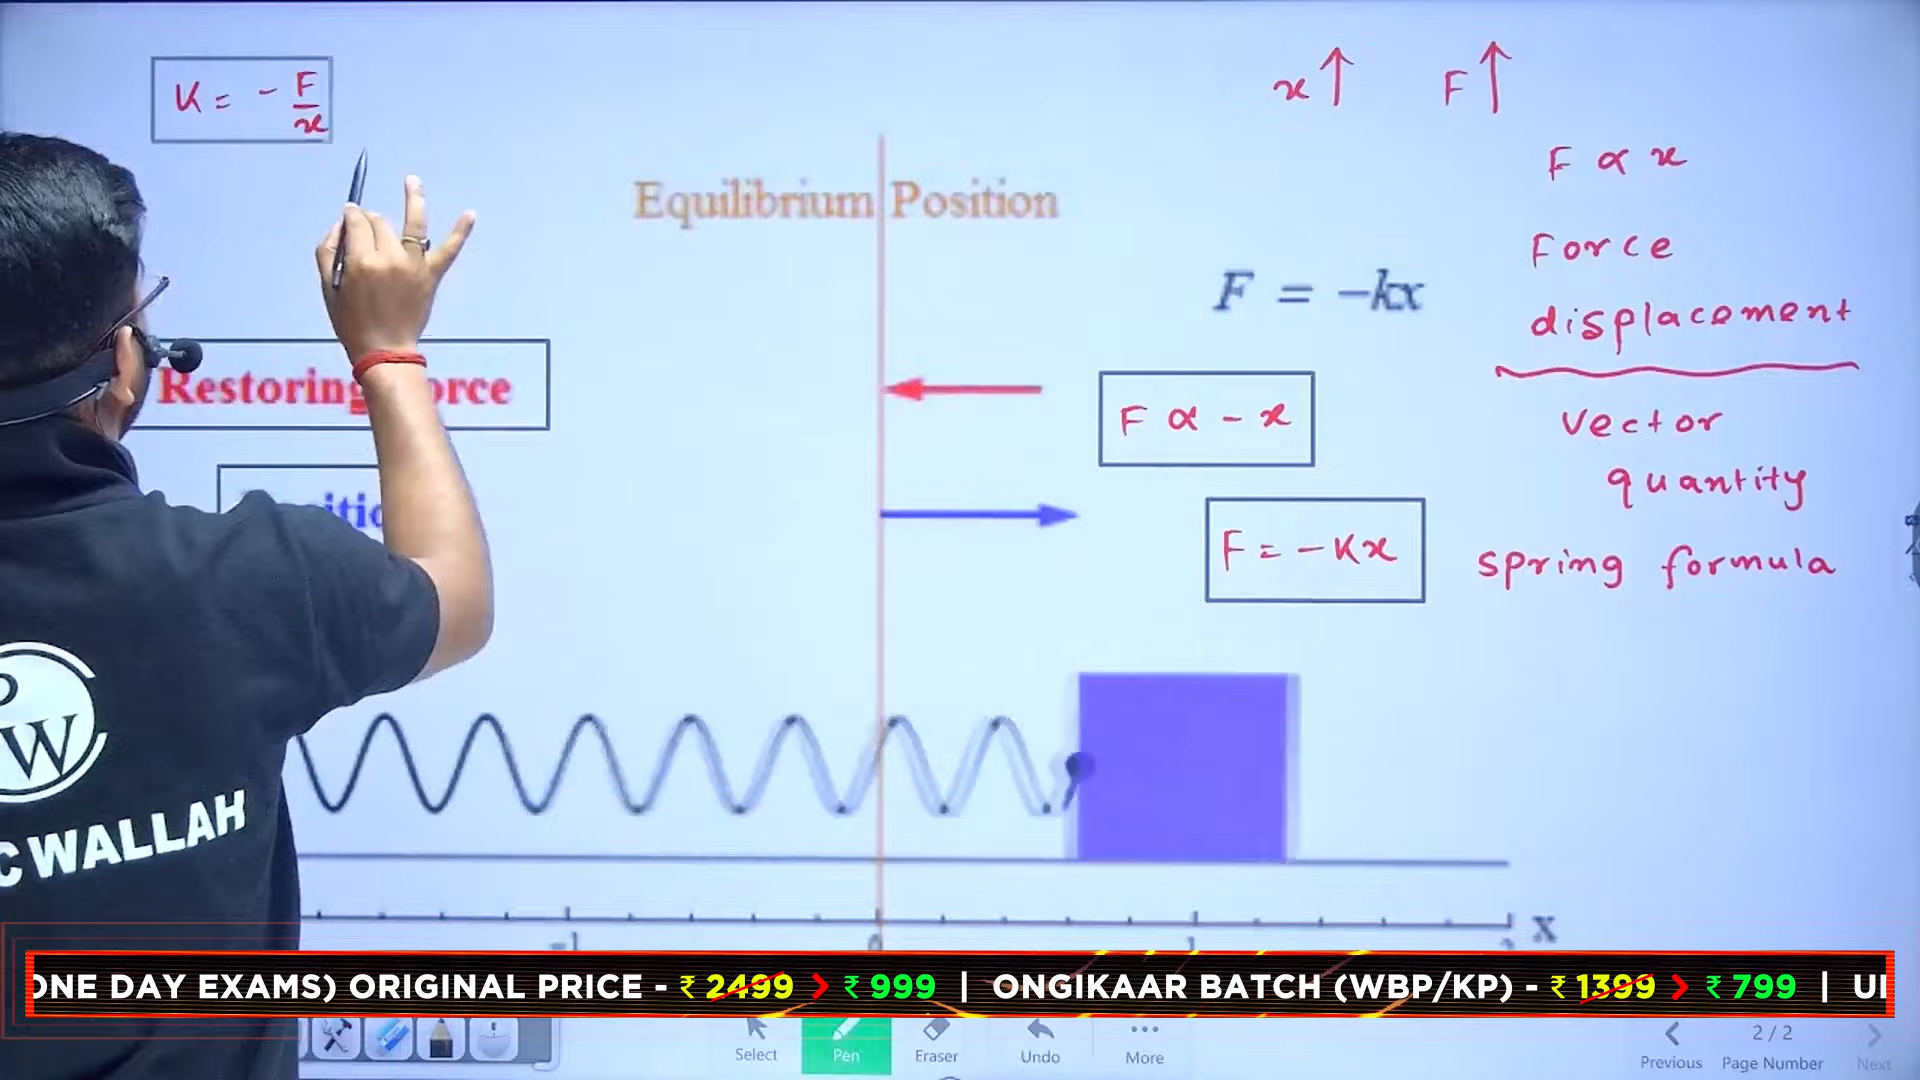 K = - F/x
x ↑ F ↑
F ∝ x
Equilibrium Position
Force
displacement
F = -kx
Restoring
F ∝ - x
Vector
quantity
F = - Kx
spring formula
W
WALLAH
-1 0 1 x
ONE DAY EXAMS) ORIGINAL PRICE - ₹ 2499 > ₹ 999 | ONGIKAAR BATCH (WBP/KP) - ₹ 1399 > ₹ 799 |
Select Pen Eraser Undo More
Previous 2 / 2 Page Number Next